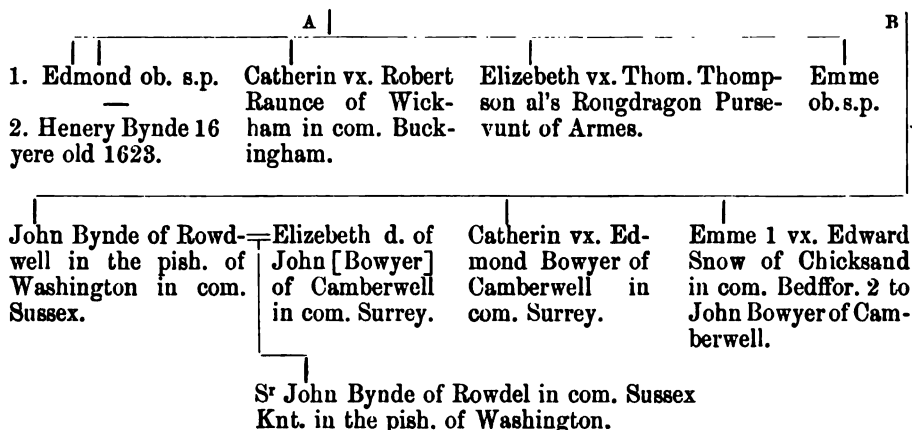 A B
1. Edmond ob. s.p.
—
2. Henery Bynde 16
yere old 1623.
Catherin vx. Robert
Raunce of Wick-
ham in com. Buck-
ingham.
Elizebeth vx. Thom. Thomp-
son al's Rongdragon Purse-
vunt of Armes.
Emme
ob.s.p.
John Bynde of Rowd-
well in the pish. of
Washington in com.
Sussex.
Elizebeth d. of
John [Bowyer]
of Camberwell
in com. Surrey.
Catherin vx. Ed-
mond Bowyer of
Camberwell in
com. Surrey.
Emme 1 vx. Edward
Snow of Chicksand
in com. Bedffor. 2 to
John Bowyer of Cam-
berwell.
Sʳ John Bynde of Rowdel in com. Sussex
Knt. in the pish. of Washington.